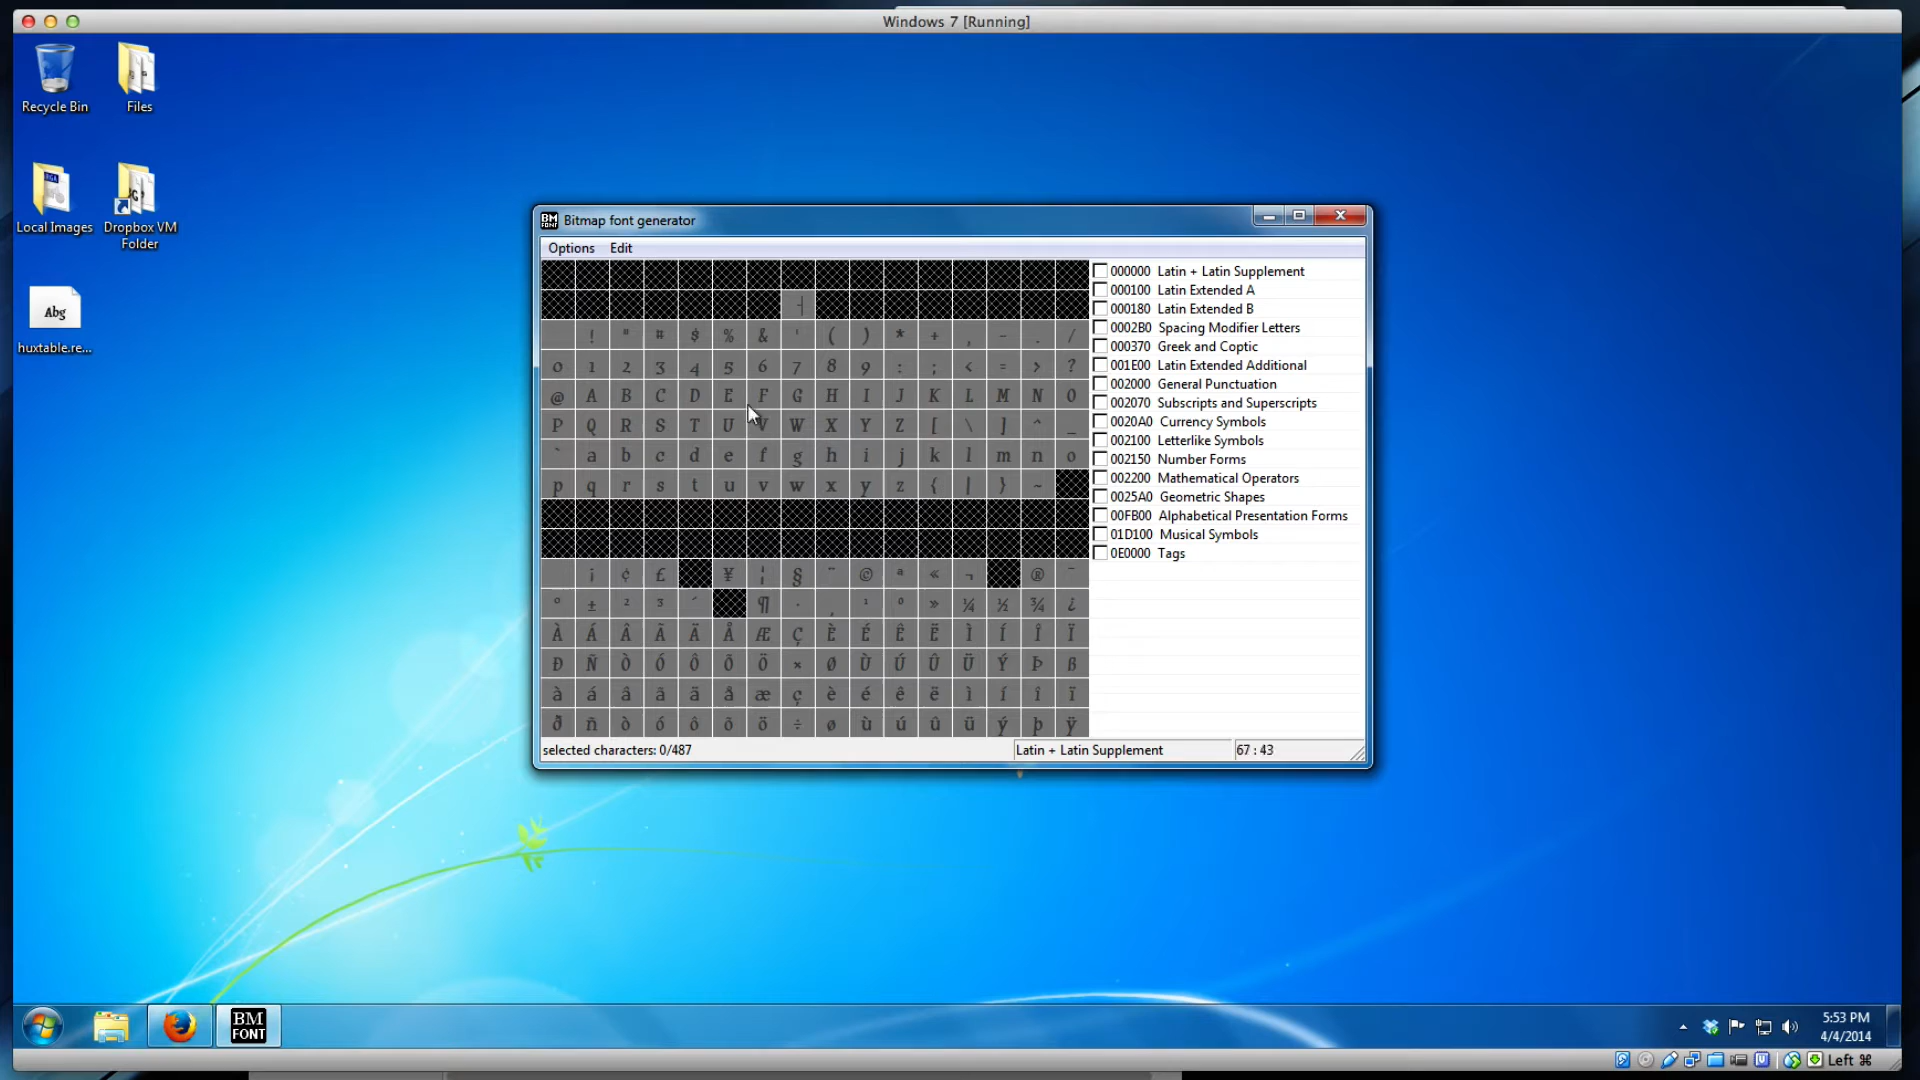 Windows 7 [Running]
Recycle Bin
Files
Local Images
Dropbox VM
Folder
Abg
huxtable.re...
BM
FONT
Bitmap font generator
Options Edit
! " # $ % & ' ( ) * + , - . /
0 1 2 3 4 5 6 7 8 9 : ; < = > ?
@ A B C D E F G H I J K L M N O
P Q R S T U V W X Y Z [ \ ] ^ _
` a b c d e f g h i j k l m n o
p q r s t u v w x y z { | } ~
¡ ¢ £ ¥ ¦ § ¨ © ª « ¬ ® ¯
° ± ² ³ ´ ¶ · ¸ ¹ º » ¼ ½ ¾ ¿
À Á Â Ã Ä Å Æ Ç È É Ê Ë Ì Í Î Ï
Ð Ñ Ò Ó Ô Õ Ö × Ø Ù Ú Û Ü Ý Þ ß
à á â ã ä å æ ç è é ê ë ì í î ï
ð ñ ò ó ô õ ö ÷ ø ù ú û ü ý þ ÿ
000000 Latin + Latin Supplement
000100 Latin Extended A
000180 Latin Extended B
0002B0 Spacing Modifier Letters
000370 Greek and Coptic
001E00 Latin Extended Additional
002000 General Punctuation
002070 Subscripts and Superscripts
0020A0 Currency Symbols
002100 Letterlike Symbols
002150 Number Forms
002200 Mathematical Operators
0025A0 Geometric Shapes
00FB00 Alphabetical Presentation Forms
01D100 Musical Symbols
0E0000 Tags
selected characters: 0/487
Latin + Latin Supplement
67 : 43
BM
FONT
5:53 PM
4/4/2014
Left ⌘